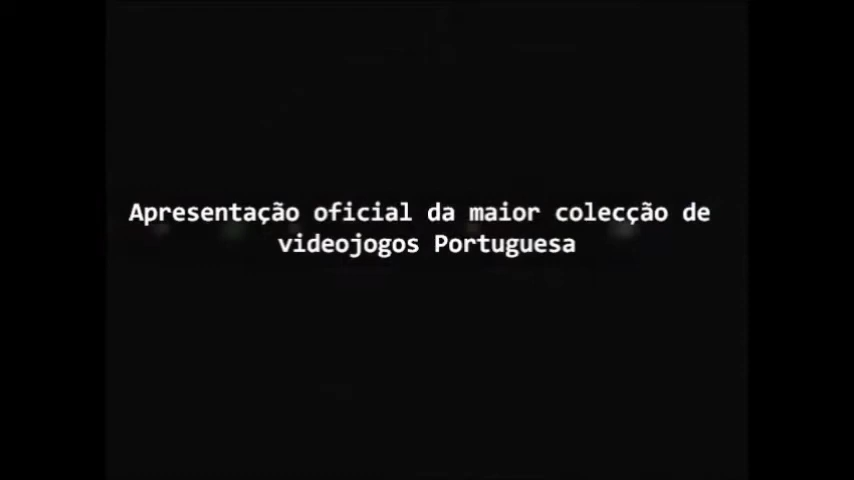 Apresentação oficial da maior colecção de
videojogos Portuguesa